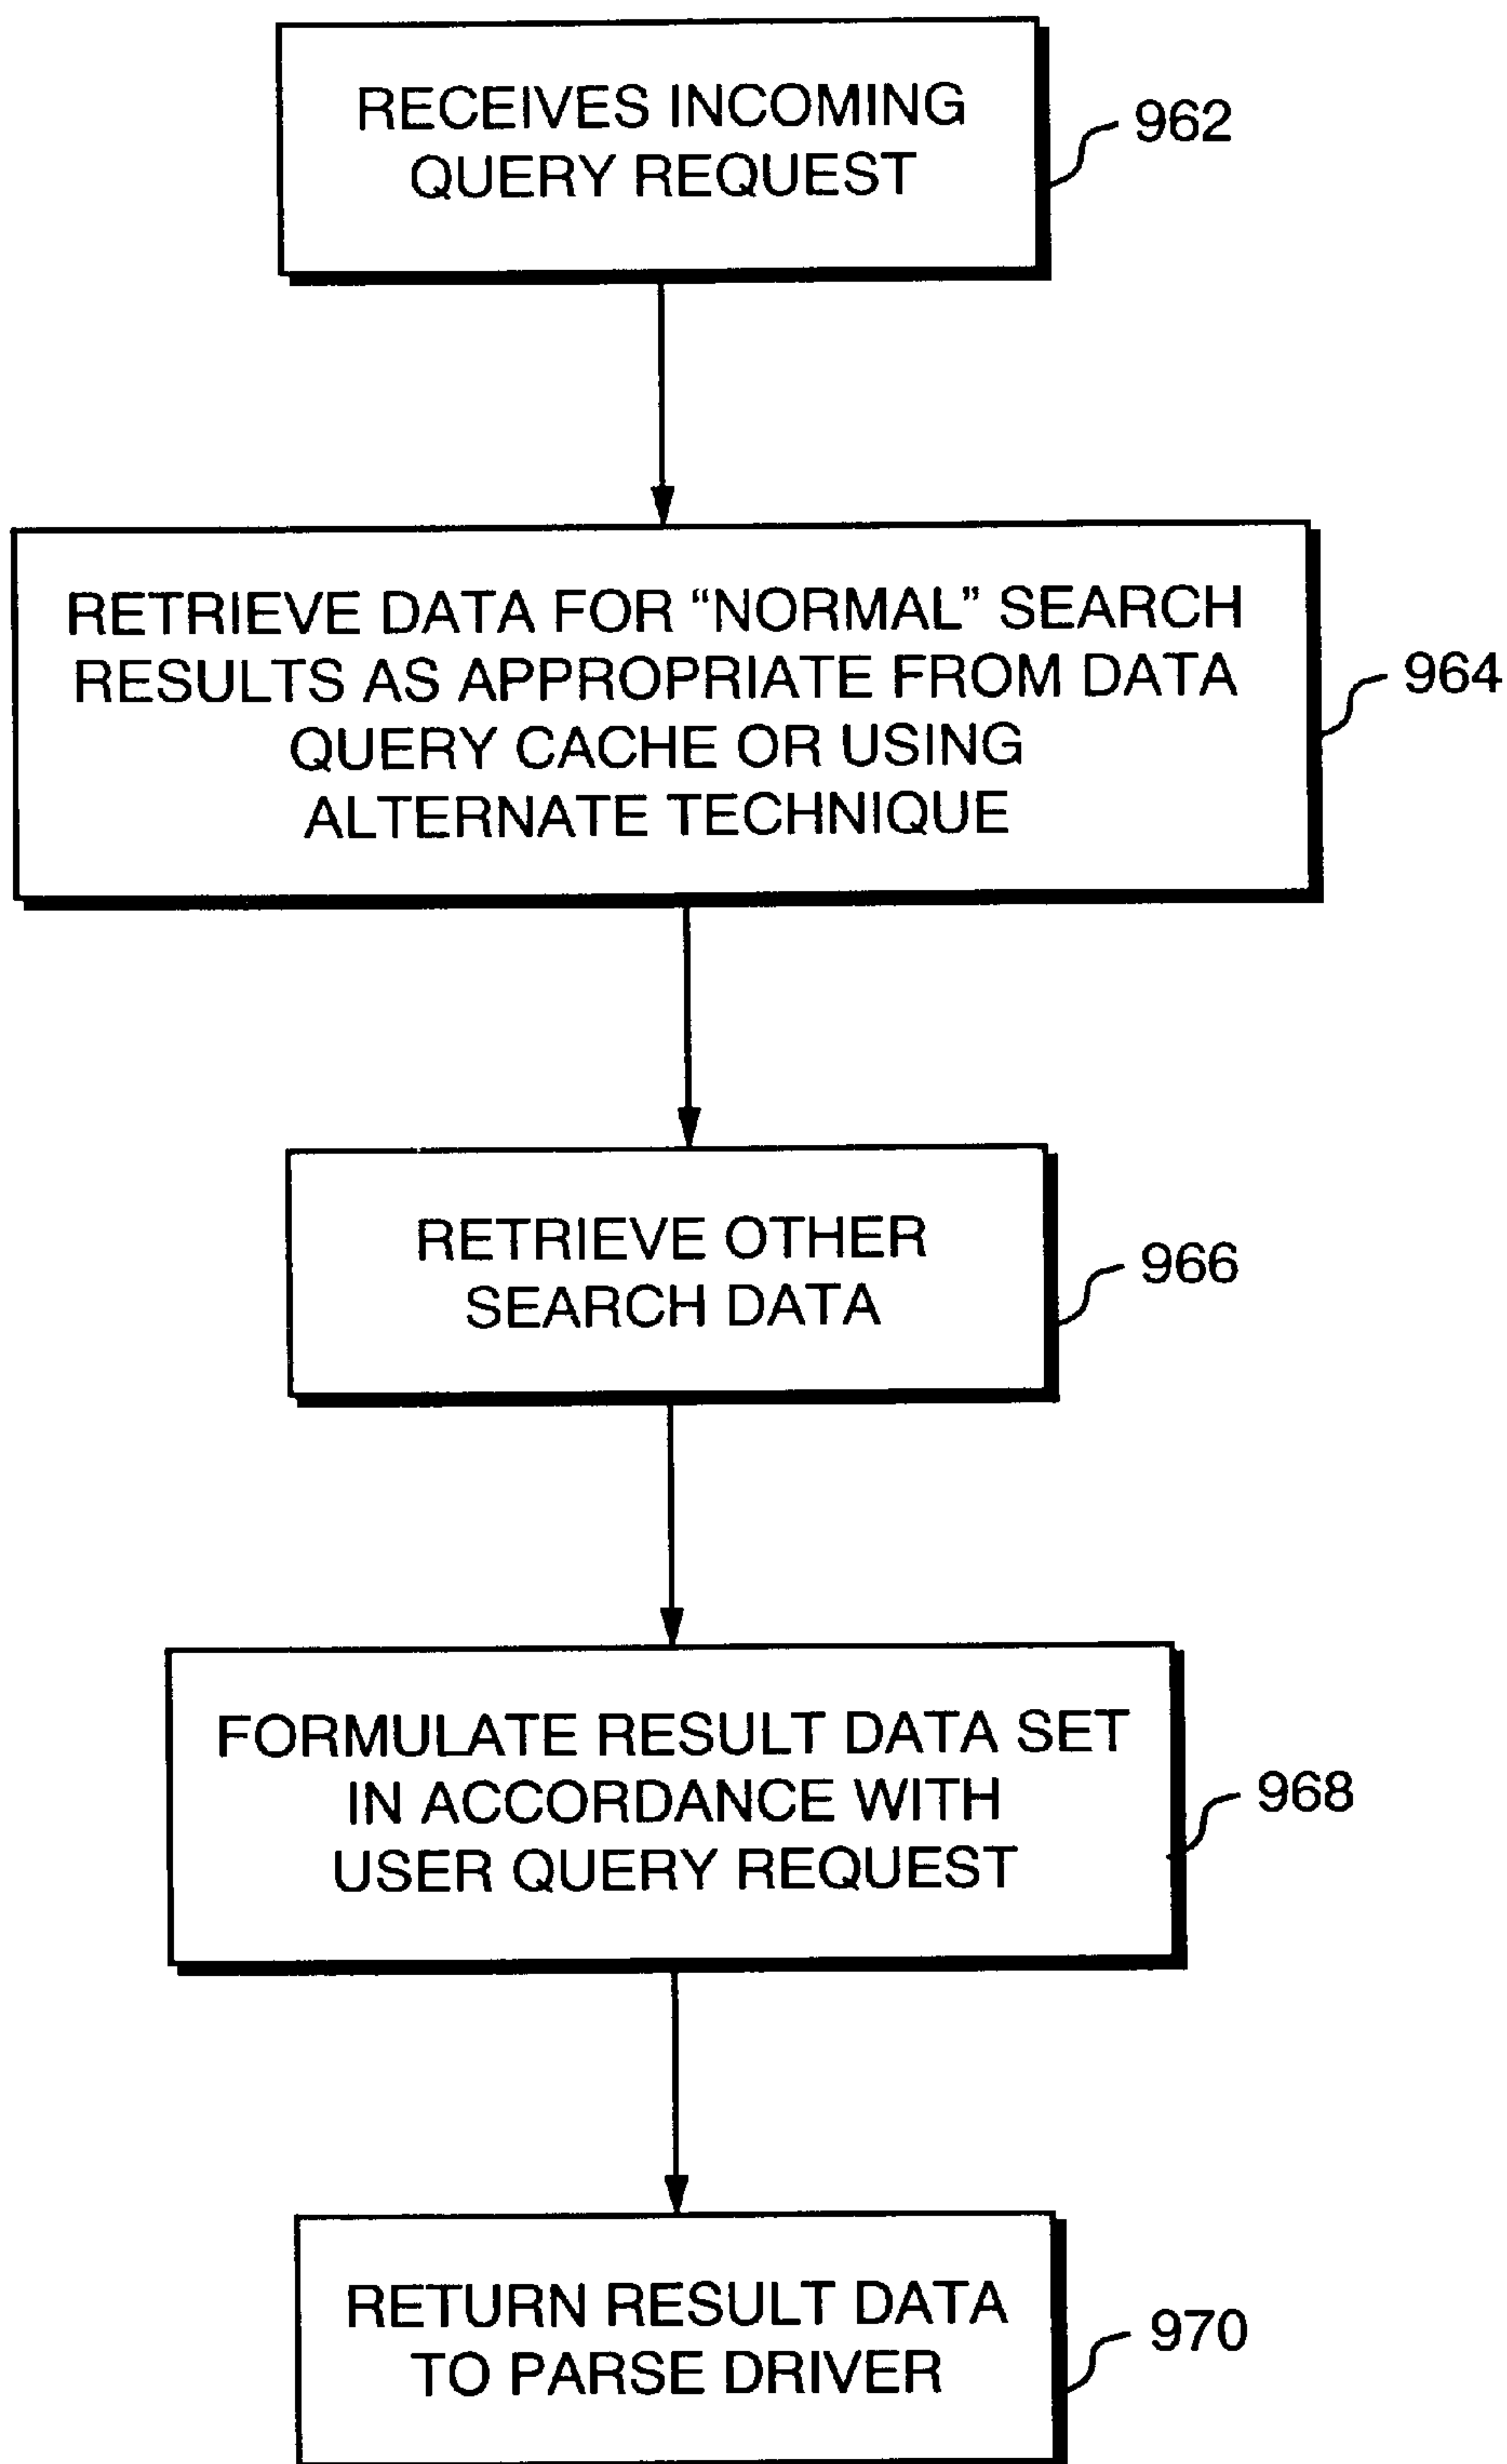 RECEIVES INCOMING
QUERY REQUEST
962
RETRIEVE DATA FOR “NORMAL” SEARCH
RESULTS AS APPROPRIATE FROM DATA
QUERY CACHE OR USING
ALTERNATE TECHNIQUE
964
RETRIEVE OTHER
SEARCH DATA
966
FORMULATE RESULT DATA SET
IN ACCORDANCE WITH
USER QUERY REQUEST
968
RETURN RESULT DATA
TO PARSE DRIVER
970